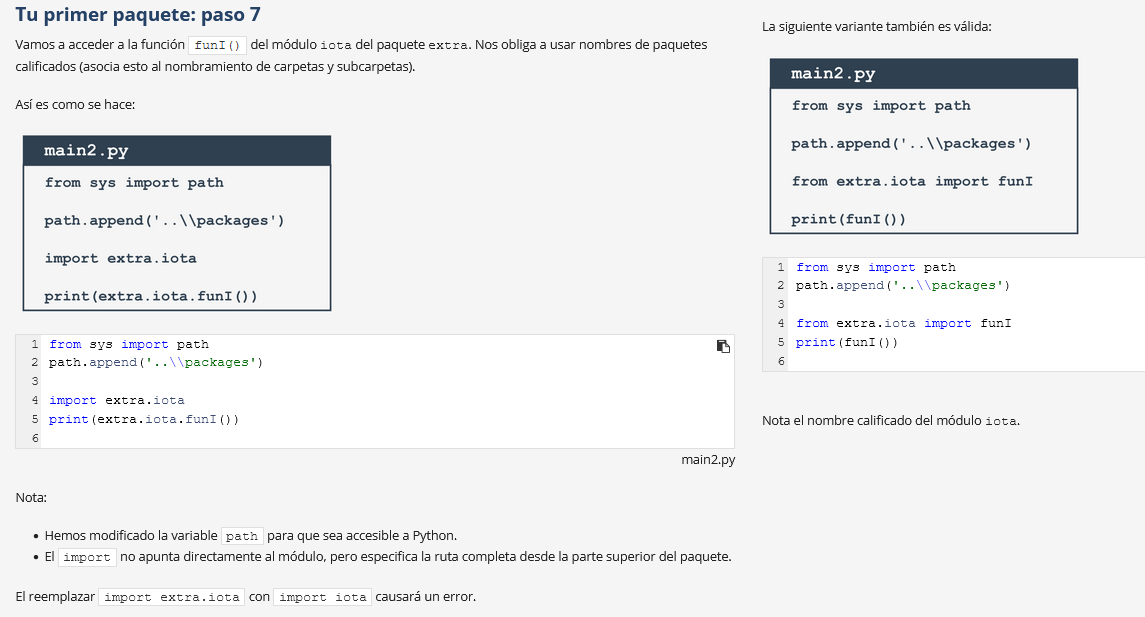 Tu primer paquete: paso 7
Vamos a acceder a la función funI() del módulo iota del paquete extra. Nos obliga a usar nombres de paquetes
calificados (asocia esto al nombramiento de carpetas y subcarpetas).
Así es como se hace:
main2.py
from sys import path
path.append('..\\packages')
import extra.iota
print(extra.iota.funI())
1 from sys import path
2 path.append('..\\packages')
3
4 import extra.iota
5 print(extra.iota.funI())
6
main2.py
Nota:
• Hemos modificado la variable path para que sea accesible a Python.
• El import no apunta directamente al módulo, pero especifica la ruta completa desde la parte superior del paquete.
El reemplazar import extra.iota con import iota causará un error.
La siguiente variante también es válida:
main2.py
from sys import path
path.append('..\\packages')
from extra.iota import funI
print(funI())
1 from sys import path
2 path.append('..\\packages')
3
4 from extra.iota import funI
5 print(funI())
6
Nota el nombre calificado del módulo iota.